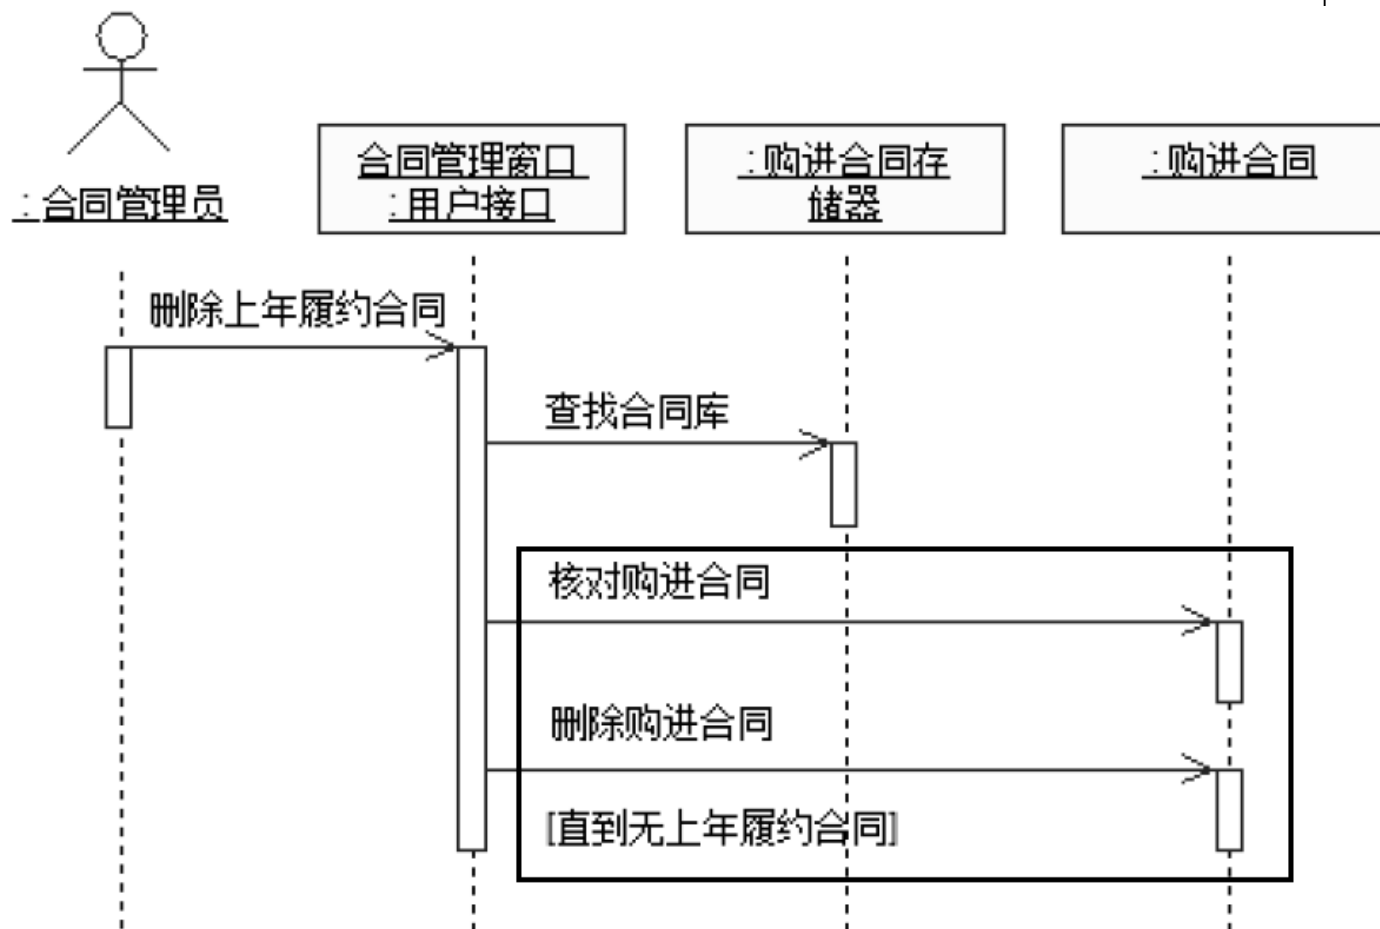 合同管理窗口
:用户接口
:购进合同存
储器
:购进合同
:合同管理员
删除上年履约合同
查找合同库
核对购进合同
删除购进合同
[直到无上年履约合同]